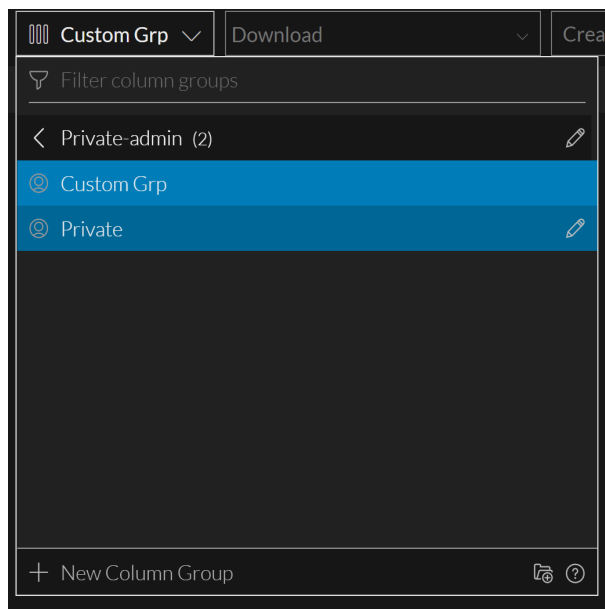 Custom Grp
Download
Crea
Filter column groups
Private-admin (2)
Custom Grp
Private
New Column Group